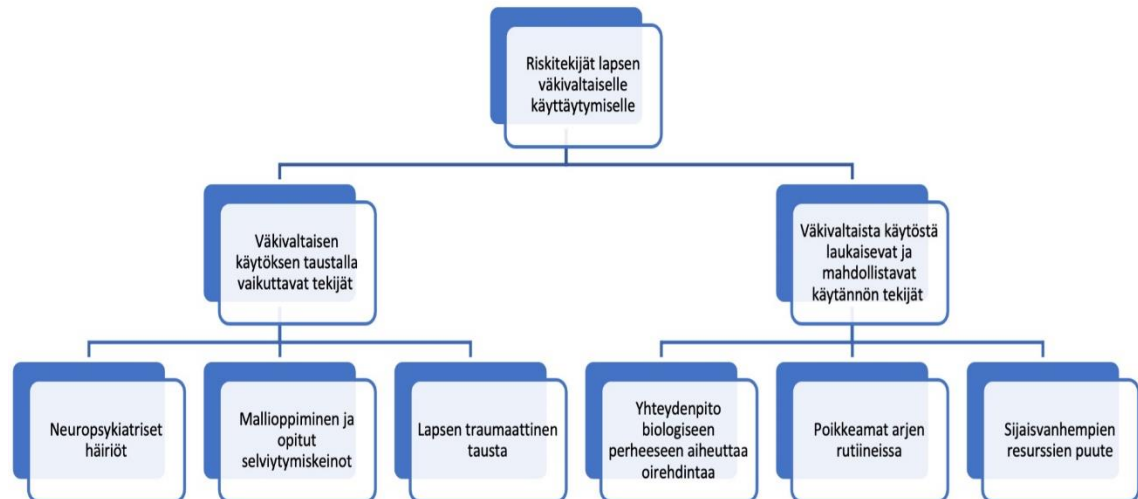 Riskitekijät lapsen
väkivaltaiselle
käyttäytymiselle
Väkivaltaisen
käytöksen taustalla
vaikuttavat tekijät
Väkivaltaista käytöstä
laukaisevat ja
mahdollistavat
käytännön tekijät
Neuropsykiatriset
häiriöt
Mallioppiminen ja
opitut
selviytymiskeinot
Lapsen traumaattinen
tausta
Yhteydenpito
biologiseen
perheeseen aiheuttaa
oirehdintaa
Poikkeamat arjen
rutiineissa
Sijaisvanhempien
resurssien puute